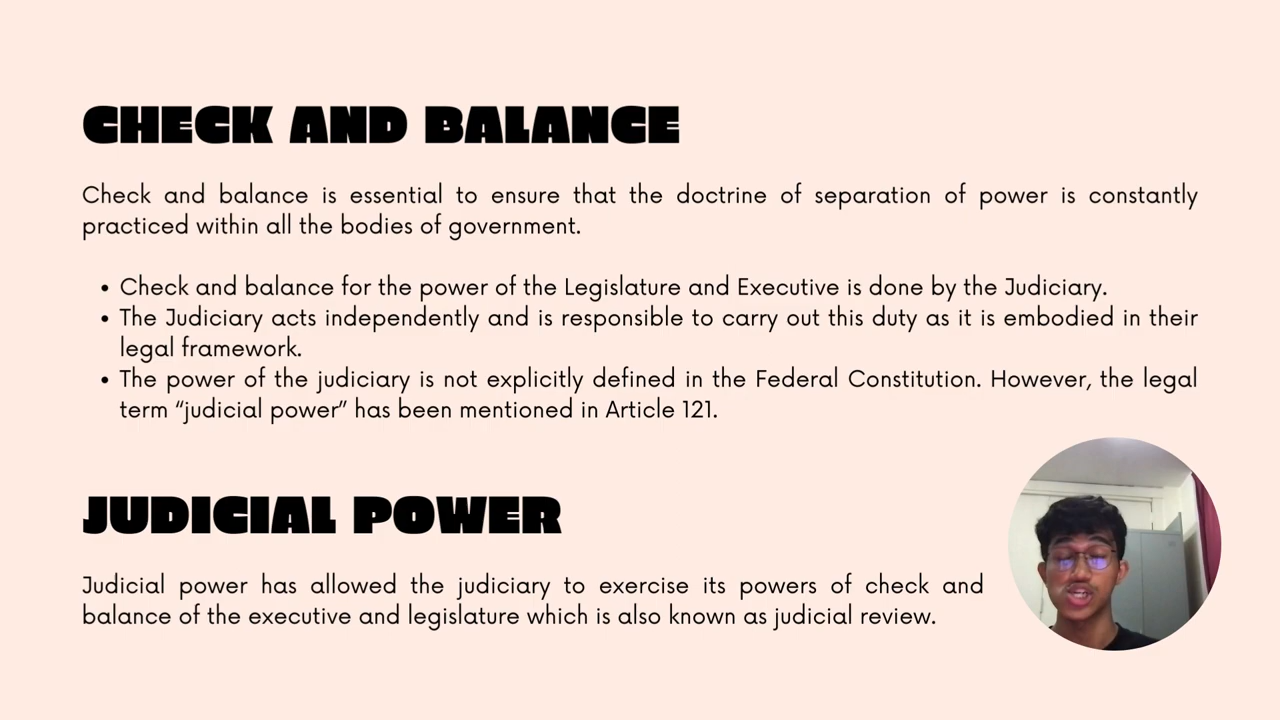 CHECK AND BALANCE
Check and balance is essential to ensure that the doctrine of separation of power is constantly
practiced within all the bodies of government.
• Check and balance for the power of the Legislature and Executive is done by the Judiciary.
• The Judiciary acts independently and is responsible to carry out this duty as it is embodied in their
legal framework.
• The power of the judiciary is not explicitly defined in the Federal Constitution. However, the legal
term “judicial power” has been mentioned in Article 121.
JUDICIAL POWER
Judicial power has allowed the judiciary to exercise its powers of check and
balance of the executive and legislature which is also known as judicial review.